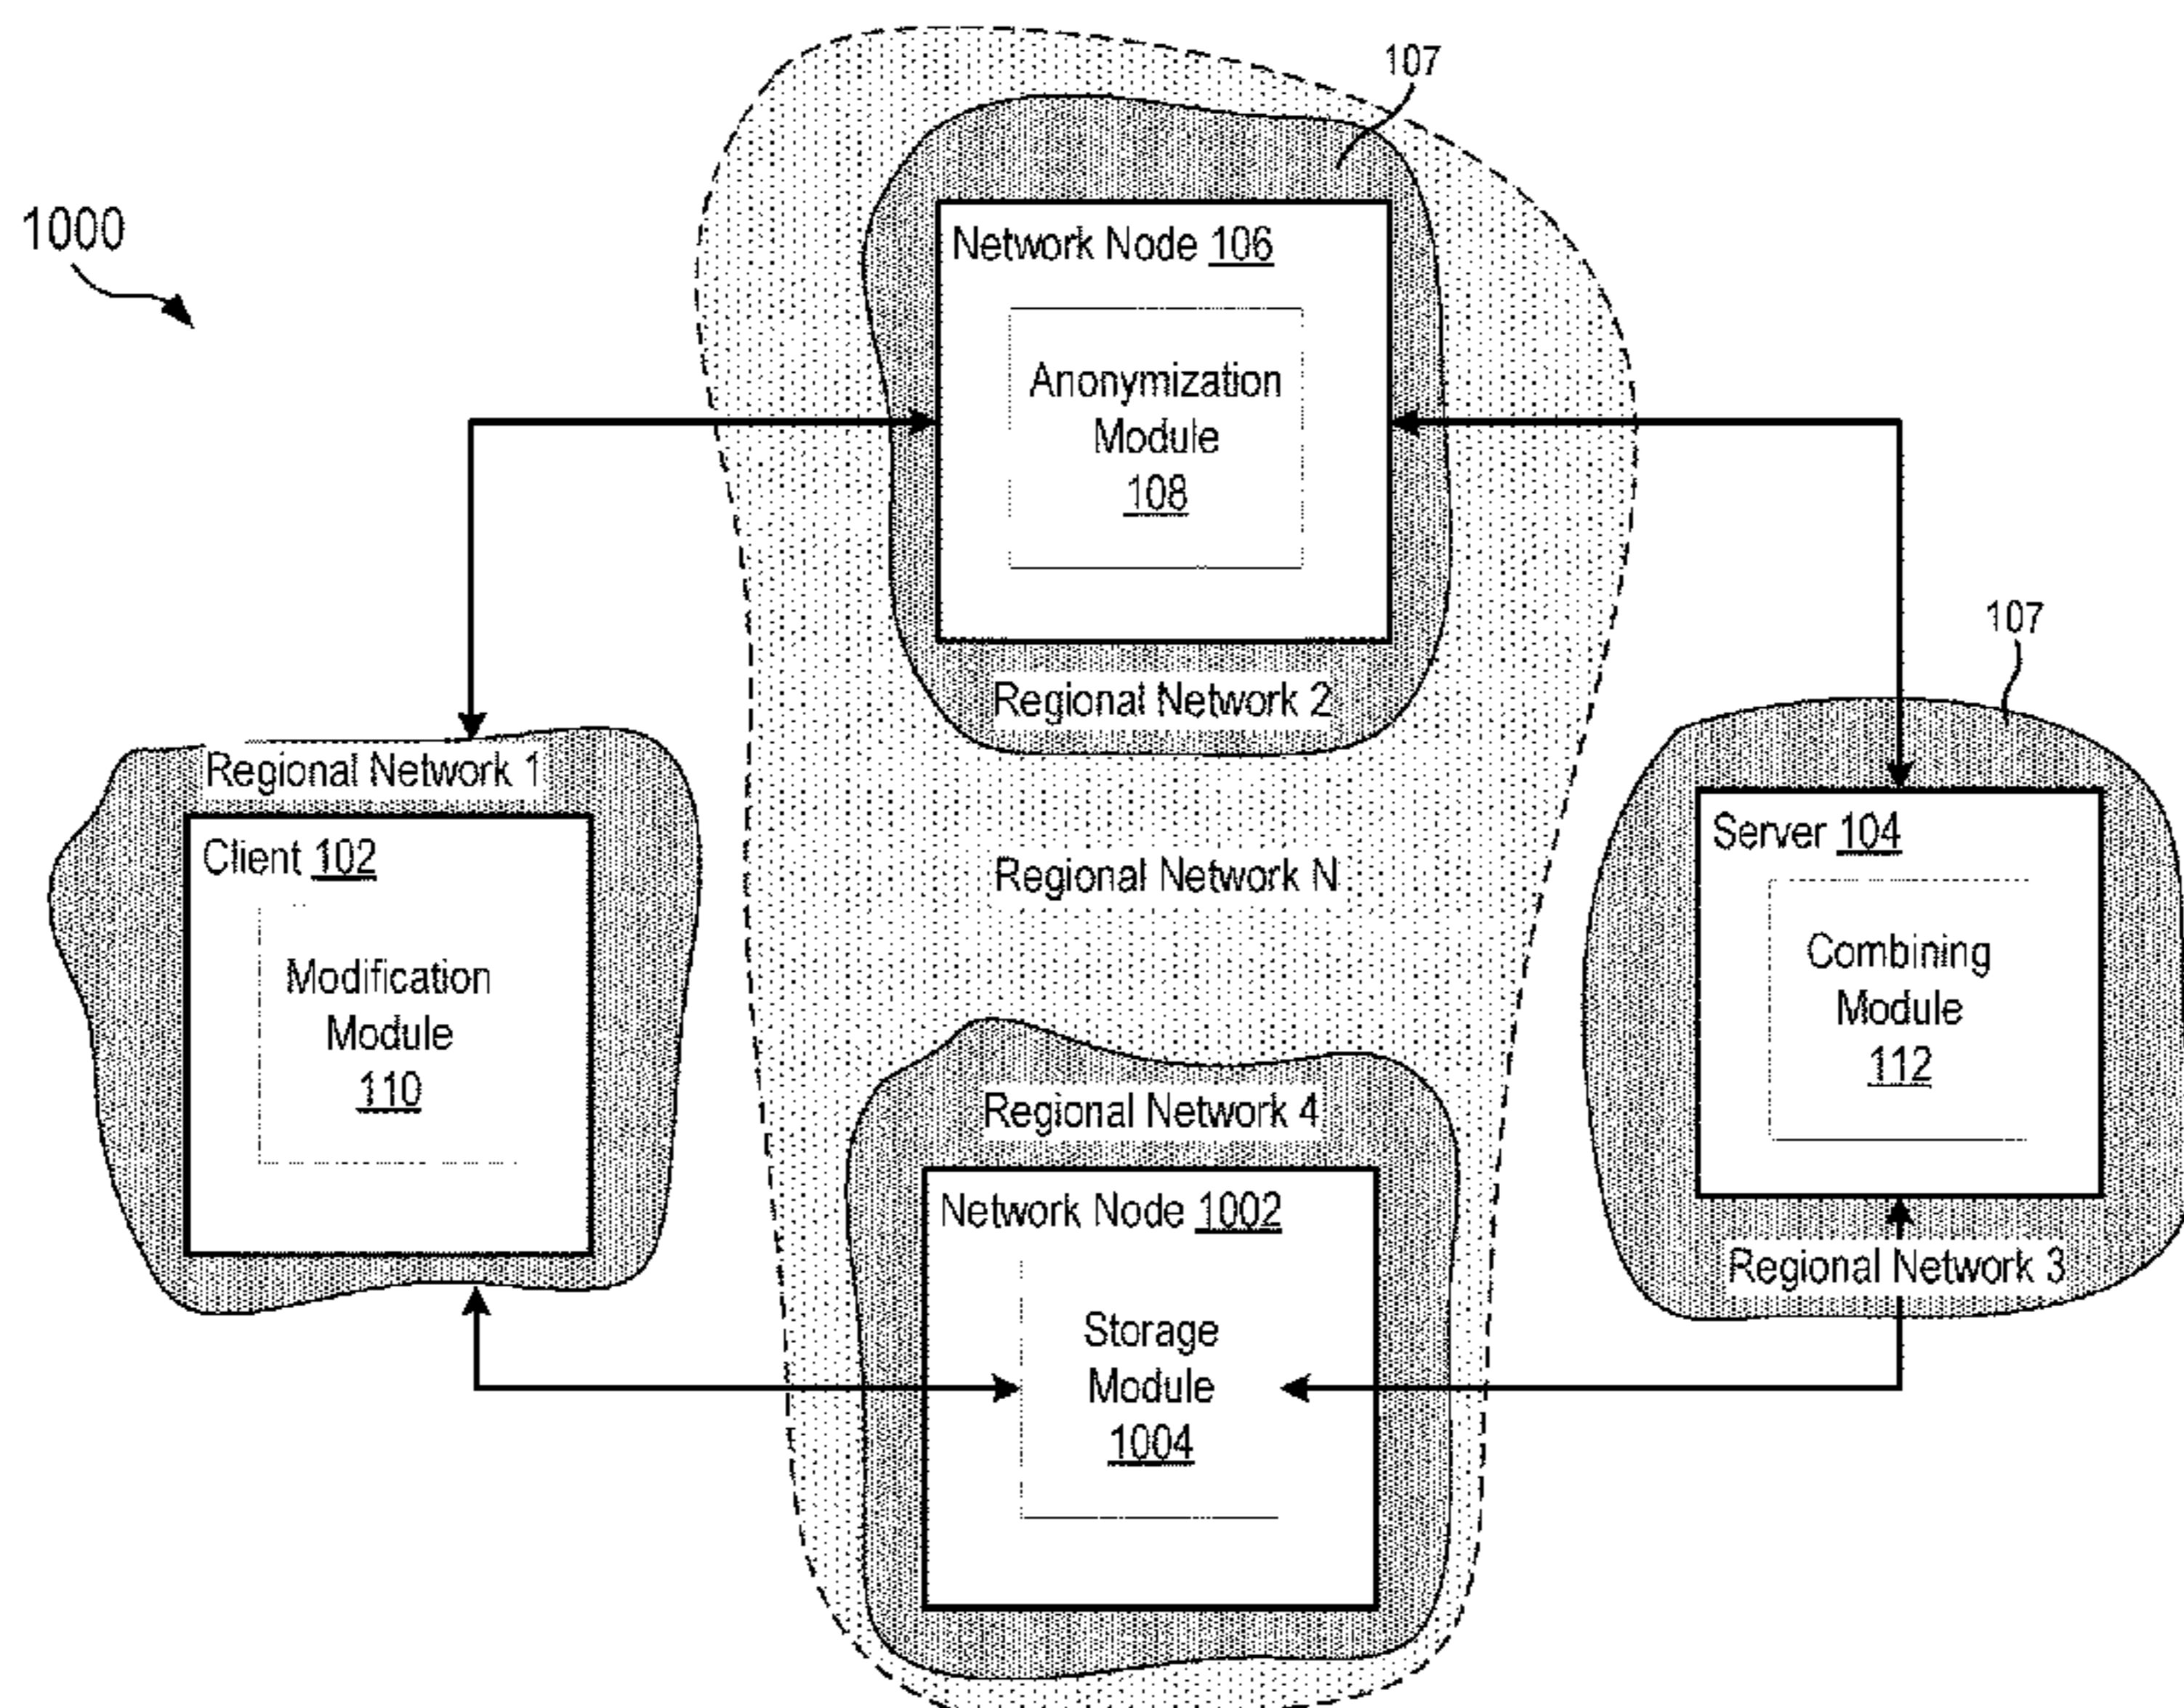 1000
107
Network Node 106
Anonymization
Module
108
Regional Network 2
107
Regional Network 1
Client 102
Modification
Module
110
Regional Network N
Server 104
Combining
Module
112
Regional Network 3
Regional Network 4
Network Node 1002
Storage
Module
1004